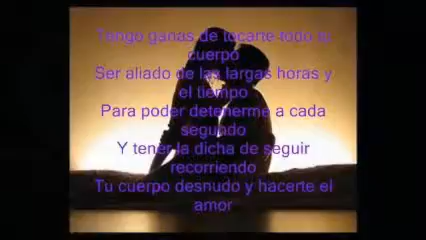 Tengo ganas de tocarte todo tu
cuerpo
Ser aliado de las largas horas y
el tiempo
Para poder detenerme a cada
segundo
Y tener la dicha de seguir
recorriendo
Tu cuerpo desnudo y hacerte el
amor